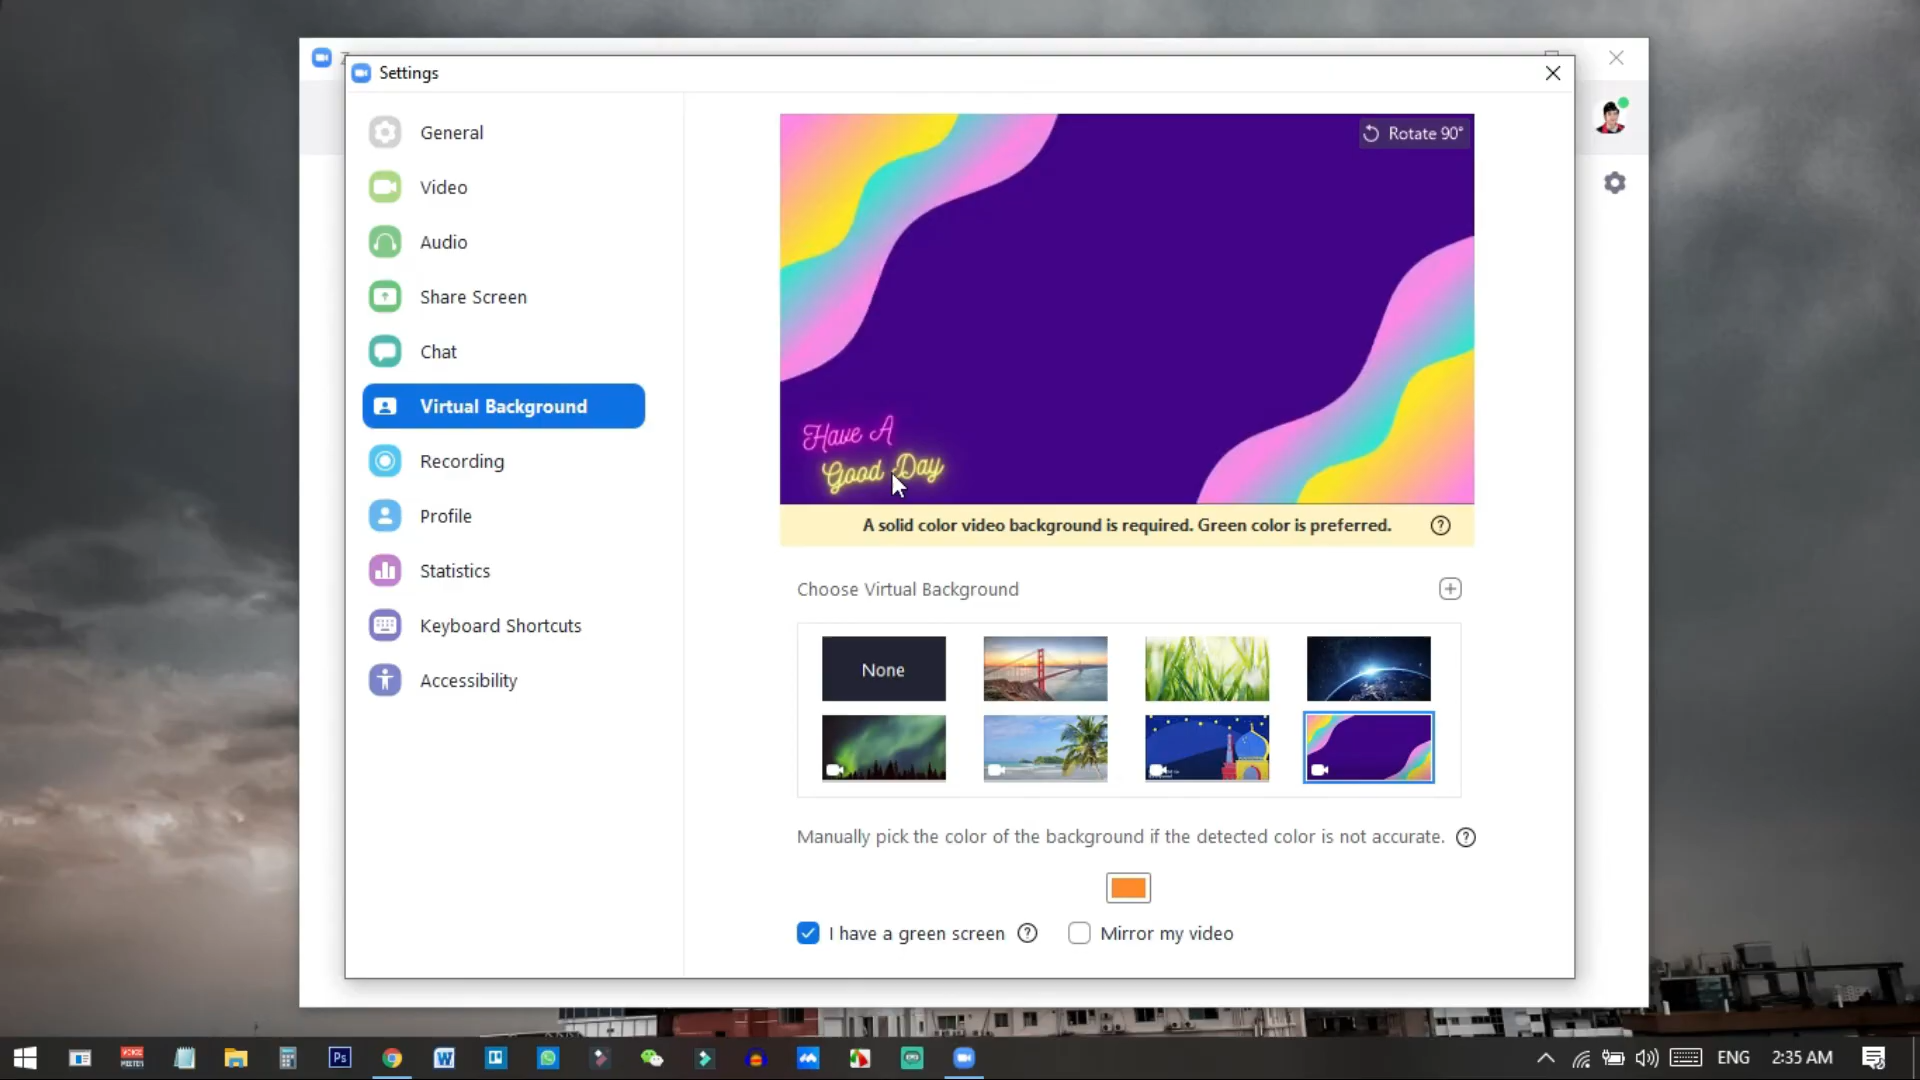 Settings
General
Video
Audio
Share Screen
Chat
Virtual Background
Recording
Profile
Statistics
Keyboard Shortcuts
Accessibility
Rotate 90°
Have A
Good Day
A solid color video background is required. Green color is preferred.
Choose Virtual Background
None
Manually pick the color of the background if the detected color is not accurate.
I have a green screen
Mirror my video
Ps
W
ENG
2:35 AM